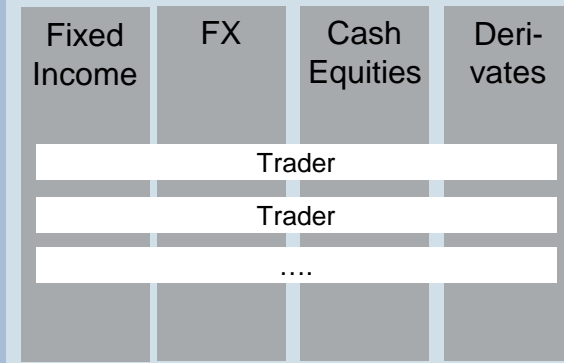 Fixed
Income
FX
Cash
Equities
Deri-
vates
Trader
Trader
....